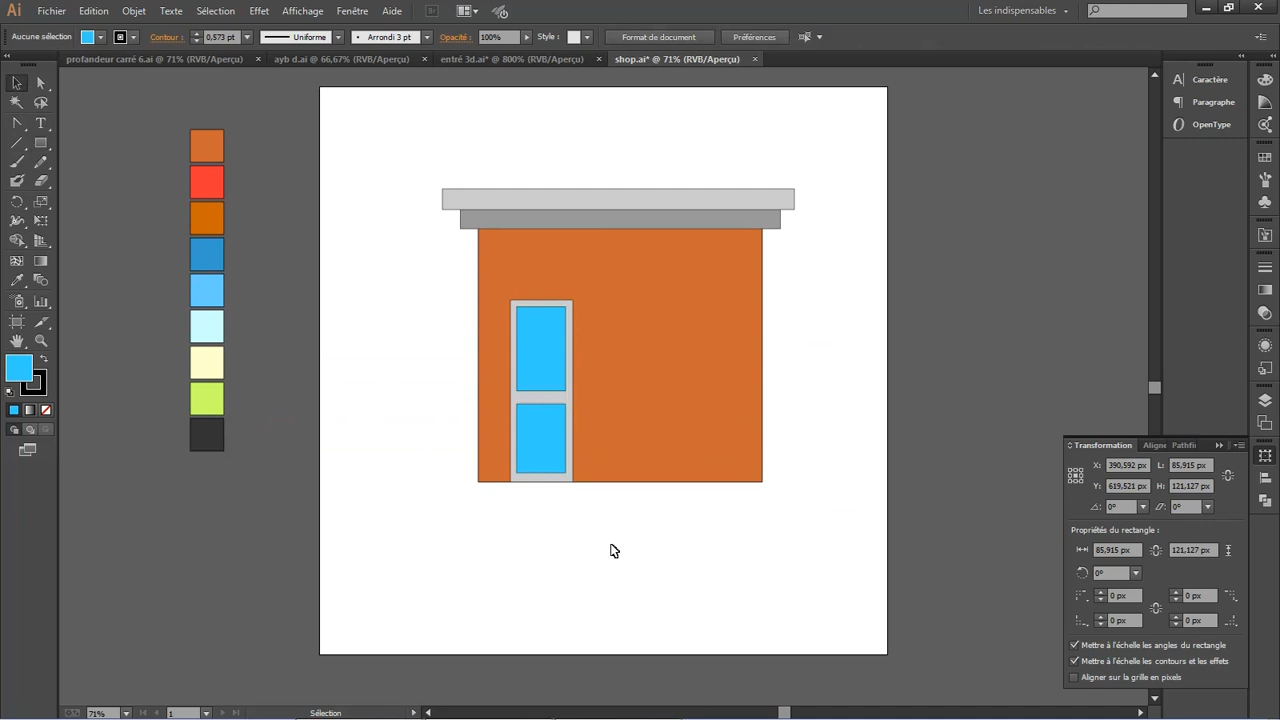 Ai Fichier Edition Objet Texte Sélection Effet Affichage Fenêtre Aide Br Les indispensables
Aucune sélection Contour : 0,573 pt Uniforme Arrondi 3 pt Opacité : 100% Style : Format de document Préférences
profandeur carré 6.ai @ 71% (RVB/Aperçu) ayb d.ai @ 66,67% (RVB/Aperçu) entré 3d.ai* @ 800% (RVB/Aperçu) shop.ai* @ 71% (RVB/Aperçu)
Caractère
Paragraphe
OpenType
Transformation Aligne Pathfi
X: 390,592 px L: 85,915 px
Y: 619,521 px H: 121,127 px
0° 0°
Propriétés du rectangle :
85,915 px 121,127 px
0°
0 px 0 px
0 px 0 px
Mettre à l'échelle les angles du rectangle
Mettre à l'échelle les contours et les effets
Aligner sur la grille en pixels
71% 1 Sélection